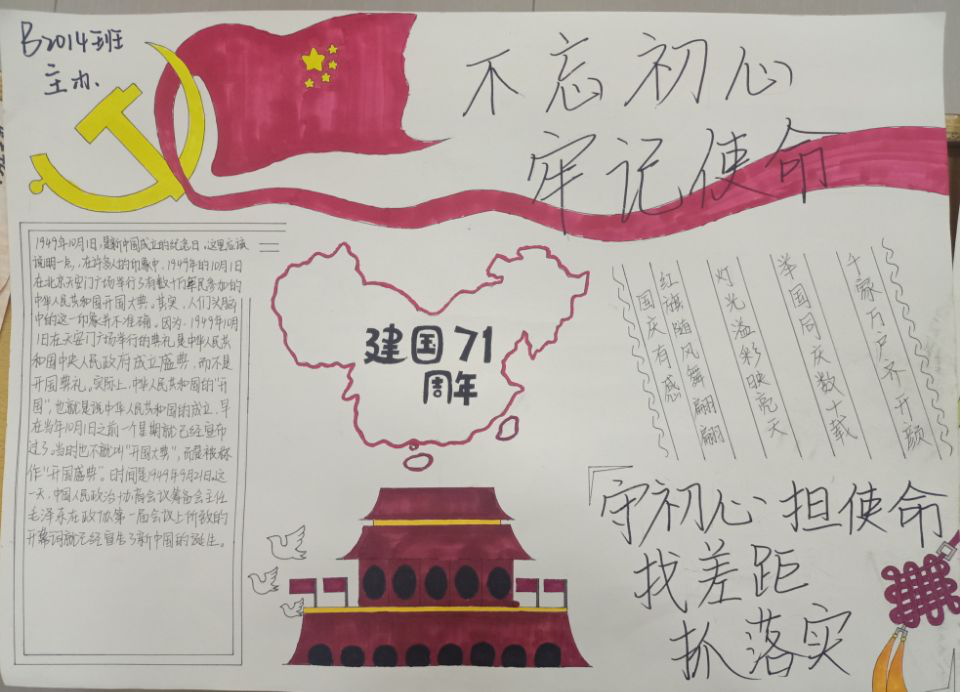 B2014班
主办.
不忘初心
牢记使命
1949年10月1日,是新中国成立的纪念日。这里应该
说明一点,在许多人的印象中,1949年的10月1日
在北京天安门广场举行了有数十万军民参加的
中华人民共和国开国大典。其实,人们头脑
中的这一印象并不准确。因为,1949年10月
1日在天安门广场举行的典礼是中华人民共
和国中央人民政府成立盛典,而不是
开国典礼。实际上,中华人民共和国的“开
国”,也就是说中华人民共和国的成立,早
在当年10月1日之前一个星期就已经宣布
过了。当时也不就叫“开国大典”,而是被称
作“开国盛典”。时间是1949年9月21日。这
一天,中国人民政治协商会议筹备会主任
毛泽东在政协第一届会议上所致的
开幕词就已经宣告了新中国的诞生。
建国71
周年
千家万户齐开颜
举国同庆数十载
灯光溢彩映亮天
红旗随风舞翩翩
国庆有感
守初心 担使命
找差距
抓落实